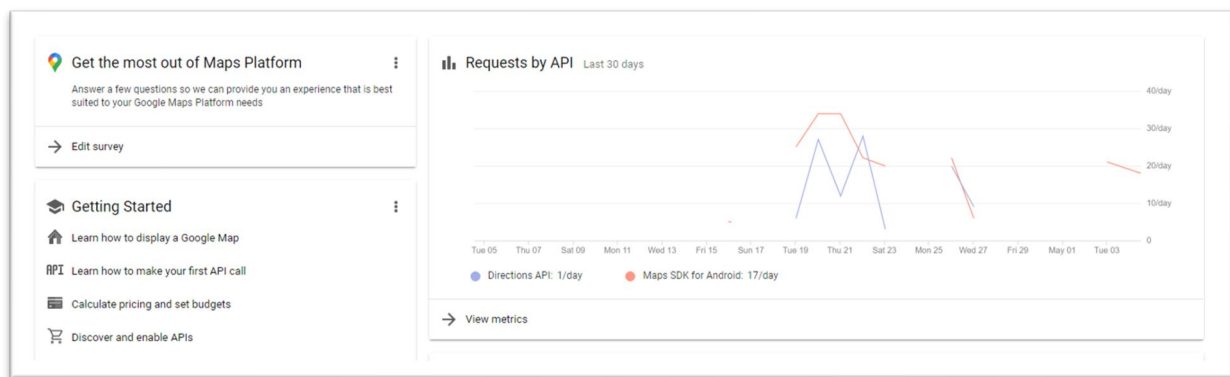 Get the most out of Maps Platform
Answer a few questions so we can provide you an experience that is best
suited to your Google Maps Platform needs
Edit survey
Getting Started
Learn how to display a Google Map
API Learn how to make your first API call
Calculate pricing and set budgets
Discover and enable APIs
Requests by API Last 30 days
40/day
30/day
20/day
10/day
0
Tue 05 Thu 07 Sat 09 Mon 11 Wed 13 Fri 15 Sun 17 Tue 19 Thu 21 Sat 23 Mon 25 Wed 27 Fri 29 May 01 Tue 03
Directions API: 1/day Maps SDK for Android: 17/day
View metrics